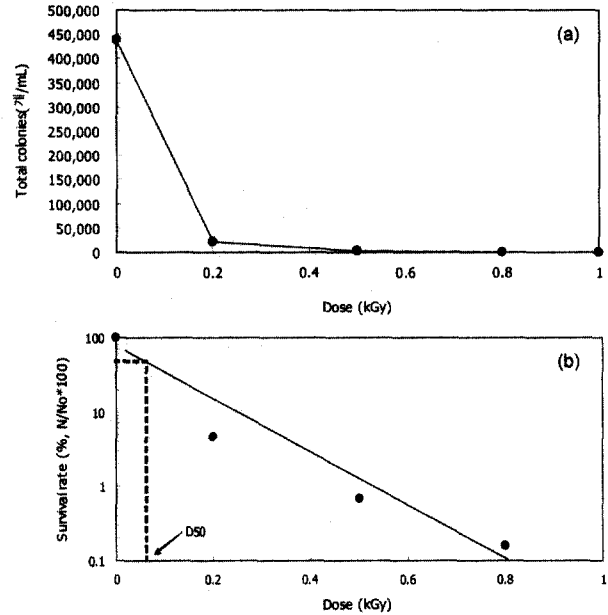 (a)
Total colonies(개/mL)
500,000
450,000
400,000
350,000
300,000
250,000
200,000
150,000
100,000
50,000
0
0 0.2 0.4 0.6 0.8 1
Dose (kGy)
(b)
Survival rate (%, N/No*100)
100
10
1
0.1
D50
0 0.2 0.4 0.6 0.8 1
Dose (kGy)